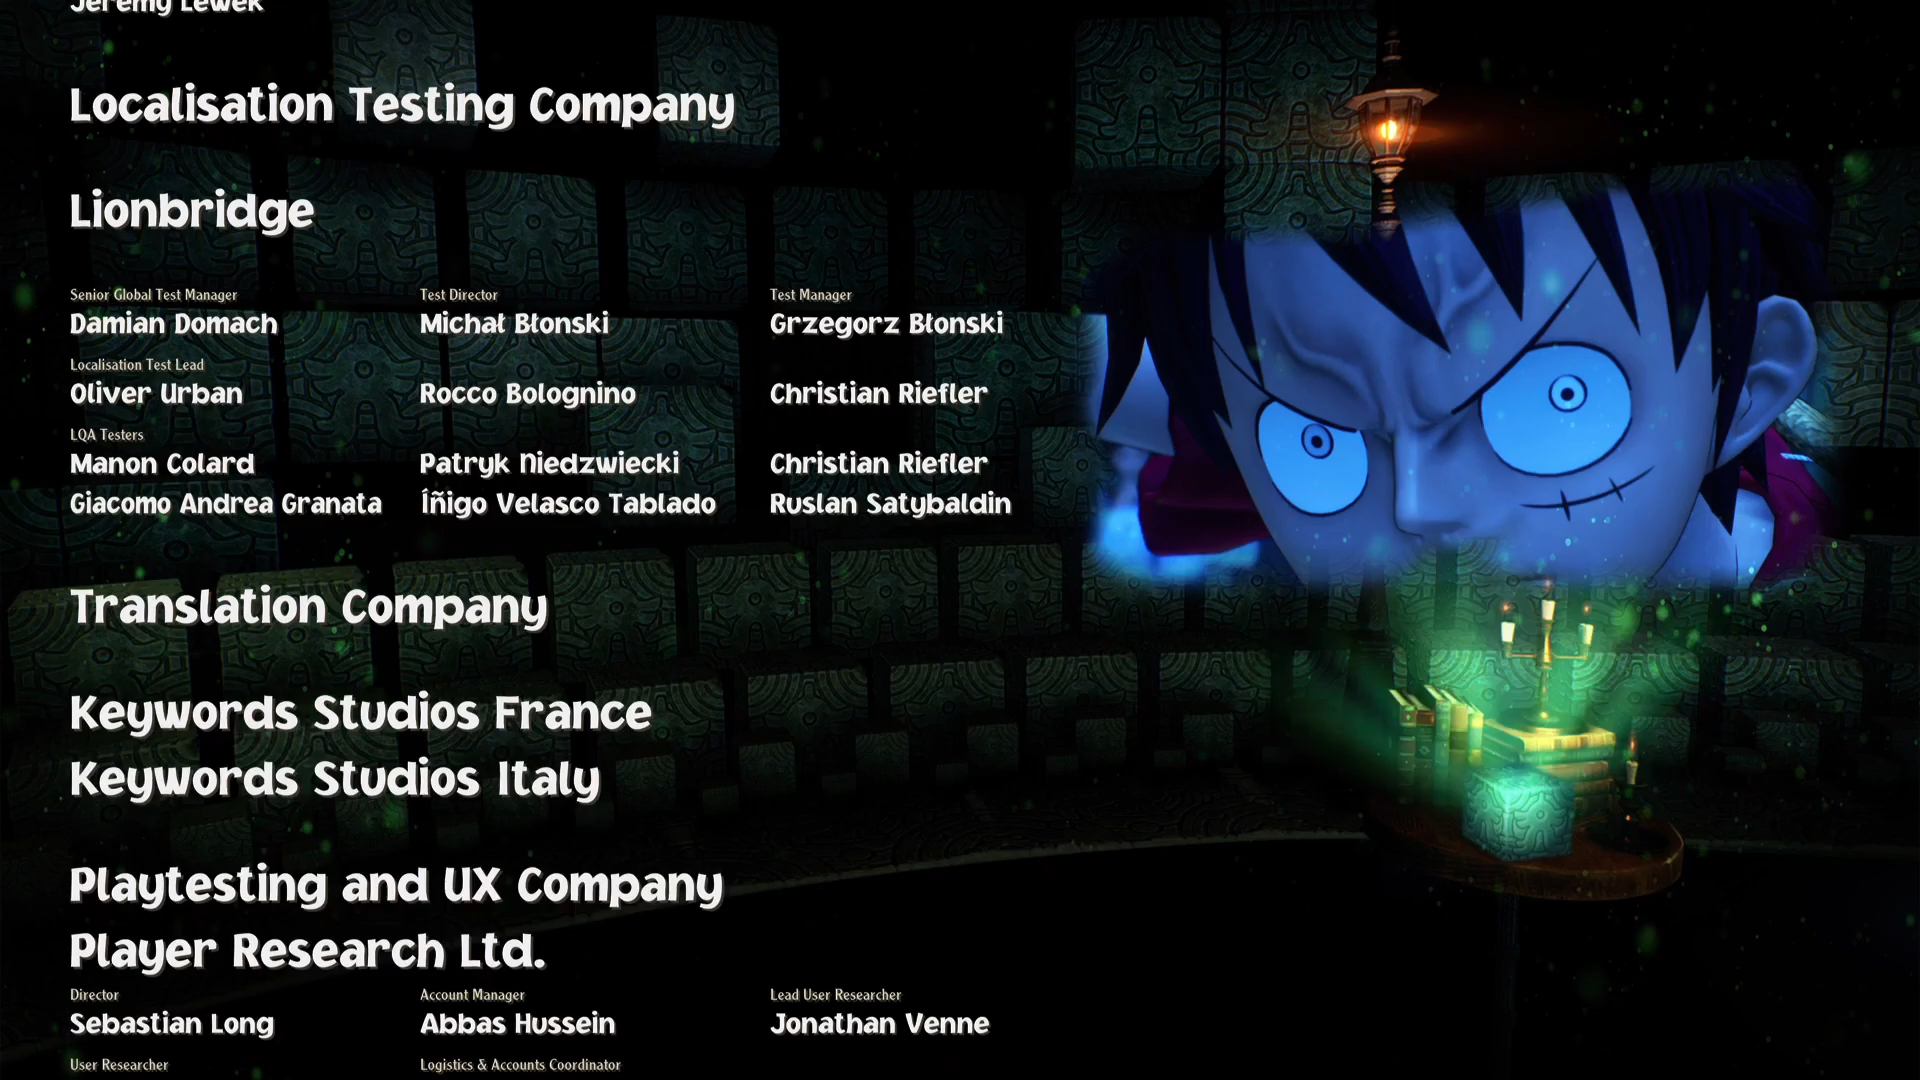 Jeremy Lewek
Localisation Testing Company
Lionbridge
Senior Global Test Manager Test Director Test Manager
Damian Domach Michał Błonski Grzegorz Błonski
Localisation Test Lead
Oliver Urban Rocco Bolognino Christian Riefler
LQA Testers
Manon Colard Patryk Niedzwiecki Christian Riefler
Giacomo Andrea Granata Íñigo Velasco Tablado Ruslan Satybaldin
Translation Company
Keywords Studios France
Keywords Studios Italy
Playtesting and UX Company
Player Research Ltd.
Director Account Manager Lead User Researcher
Sebastian Long Abbas Hussein Jonathan Venne
User Researcher Logistics & Accounts Coordinator